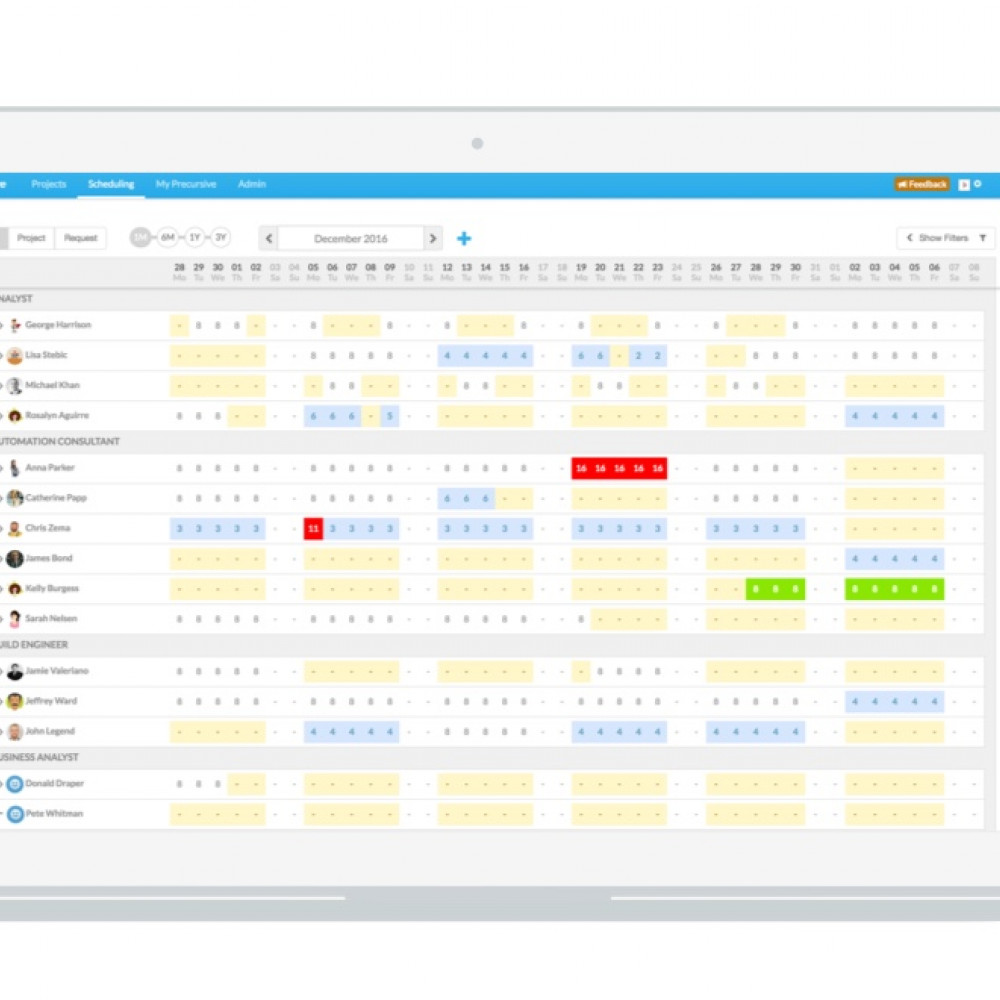 e Projects Scheduling My Precursive Admin Feedback
Project Request 1M 6M 1Y 3Y December 2016 Show Filters
28 29 30 01 02 03 04 05 06 07 08 09 10 11 12 13 14 15 16 17 18 19 20 21 22 23 24 25 26 27 28 29 30 31 01 02 03 04 05 06 07 08
Mo Tu We Th Fr Sa Su Mo Tu We Th Fr Sa Su Mo Tu We Th Fr Sa Su Mo Tu We Th Fr Sa Su Mo Tu We Th Fr Sa Su Mo Tu We Th Fr Sa Su
NALYST
George Harrison - 8 8 8 - - - 8 - - - 8 - - 8 - - - 8 - - 8 - - - 8 - - 8 - - - 8 - - 8 8 8 8 8 - -
Lisa Stebic - - - - - - - 8 8 8 8 8 - - 4 4 4 4 4 - - 6 6 - 2 2 - - - - 8 8 8 - - 8 8 8 8 8 - -
Michael Khan - - - - - - - - 8 8 - - - - - 8 8 - - - - - 8 8 - - - - - 8 8 - - - - - - - - - - -
Rosalyn Aguirre 8 8 8 - - - - 6 6 6 - 5 - - - - - - - - - - - - - - - - - - - - - - - 4 4 4 4 4 - -
UTOMATION CONSULTANT
Anna Parker 8 8 8 8 8 - - 8 8 8 8 8 - - 8 8 8 8 8 - - 16 16 16 16 16 - - 8 8 8 8 8 - - - - - - - - -
Catherine Papp 8 8 8 8 8 - - 8 8 8 8 8 - - 6 6 6 - - - - - - - - - - - 8 8 8 8 8 - - - - - - - - -
Chris Zema 3 3 3 3 3 - - 11 3 3 3 3 - - 3 3 3 3 3 - - 3 3 3 3 3 - - 3 3 3 3 3 - - - - - - - - -
James Bond - - - - - - - - - - - - - - - - - - - - - - - - - - - - - - - - - - - 4 4 4 4 4 - -
Kelly Burgess - - - - - - - - - - - - - - - - - - - - - - - - - - - - - - 8 8 8 - - 8 8 8 8 8 - -
Sarah Nelsen 8 8 8 8 8 - - 8 8 8 8 8 - - 8 8 8 8 8 - - 8 - - - - - - - - - - - - - - - - - - - -
UILD ENGINEER
Jamie Valeriano 8 8 8 8 8 - - - - - - - - - - - - - - - - - 8 8 8 8 - - - - - - - - - - - - - - - -
Jeffrey Ward 8 8 8 8 8 - - 8 8 8 8 8 - - 8 8 8 8 8 - - 8 8 8 8 8 - - 8 8 8 8 8 - - 4 4 4 4 4 - -
John Legend - - - - - - - 4 4 4 4 4 - - 8 8 8 8 8 - - 4 4 4 4 4 - - 4 4 4 4 4 - - - - - - - - -
USINESS ANALYST
Donald Draper 8 8 8 - - - - - - - - - - - - - - - - - - - - - - - - - - - - - - - - - - - - - - -
Pete Whitman - - - - - - - - - - - - - - - - - - - - - - - - - - - - - - - - - - - - - - - - - -